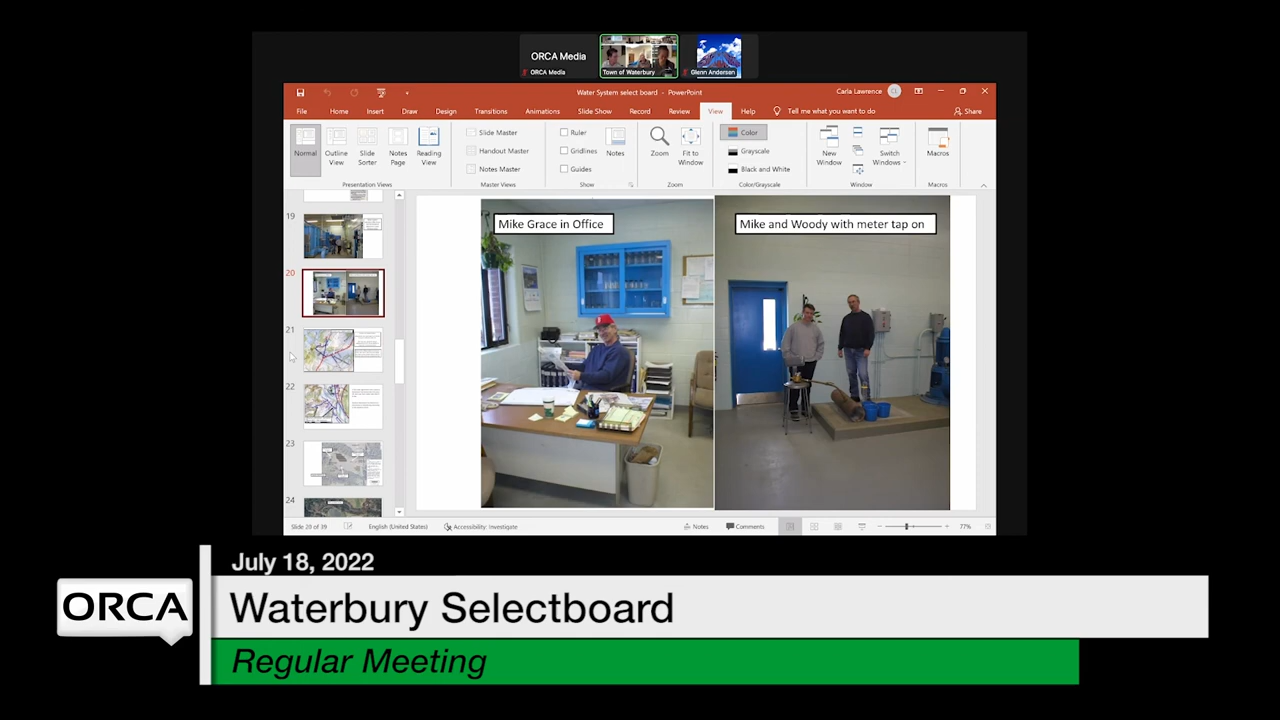 ORCA Media
ORCA Media
Town of Waterbury
Glenn Andersen
Water System select board - PowerPoint
Carla Lawrence
CL
File Home Insert Draw Design Transitions Animations Slide Show Record Review View Help Tell me what you want to do Share
Normal
Outline View
Slide Sorter
Notes Page
Reading View
Presentation Views
Slide Master
Handout Master
Notes Master
Master Views
Ruler
Gridlines
Guides
Notes
Show
Zoom
Fit to Window
Zoom
Color
Grayscale
Black and White
Color/Grayscale
New Window
Switch Windows
Window
Macros
Macros
19
20
21
22
23
24
Mike Grace in Office
Mike and Woody with meter tap on
Slide 20 of 39 English (United States) Accessibility: Investigate Notes Comments 77%
July 18, 2022
ORCA
Waterbury Selectboard
Regular Meeting